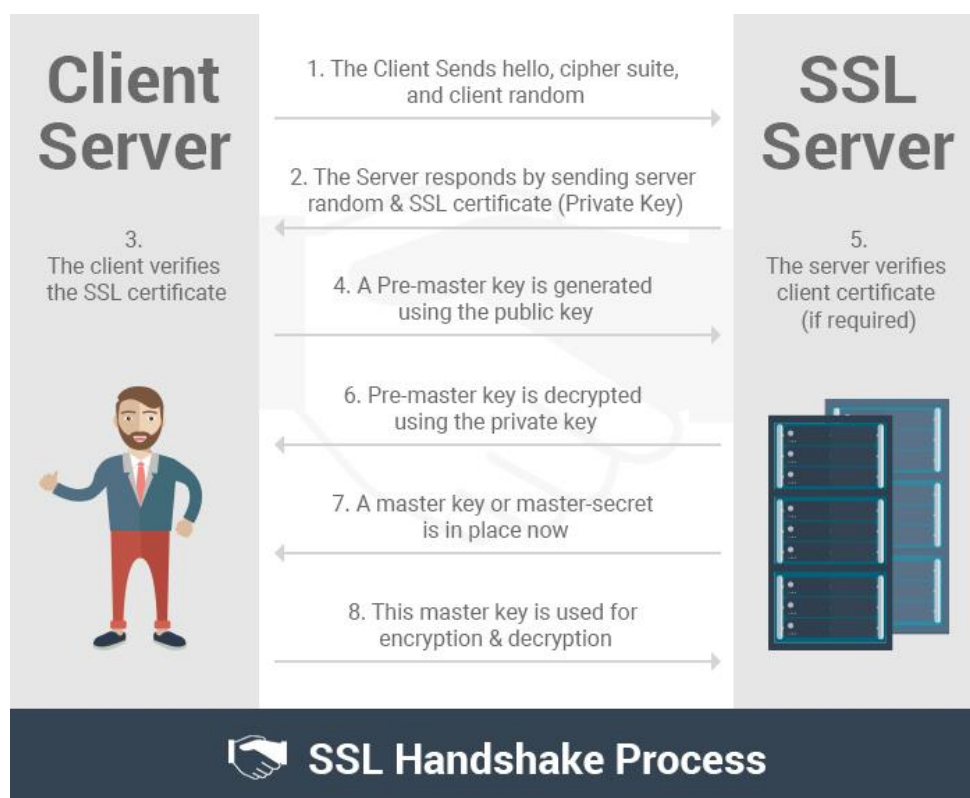 Client
Server
SSL
Server
1. The Client Sends hello, cipher suite,
and client random
2. The Server responds by sending server
random & SSL certificate (Private Key)
3.
The client verifies
the SSL certificate
4. A Pre-master key is generated
using the public key
5.
The server verifies
client certificate
(if required)
6. Pre-master key is decrypted
using the private key
7. A master key or master-secret
is in place now
8. This master key is used for
encryption & decryption
SSL Handshake Process